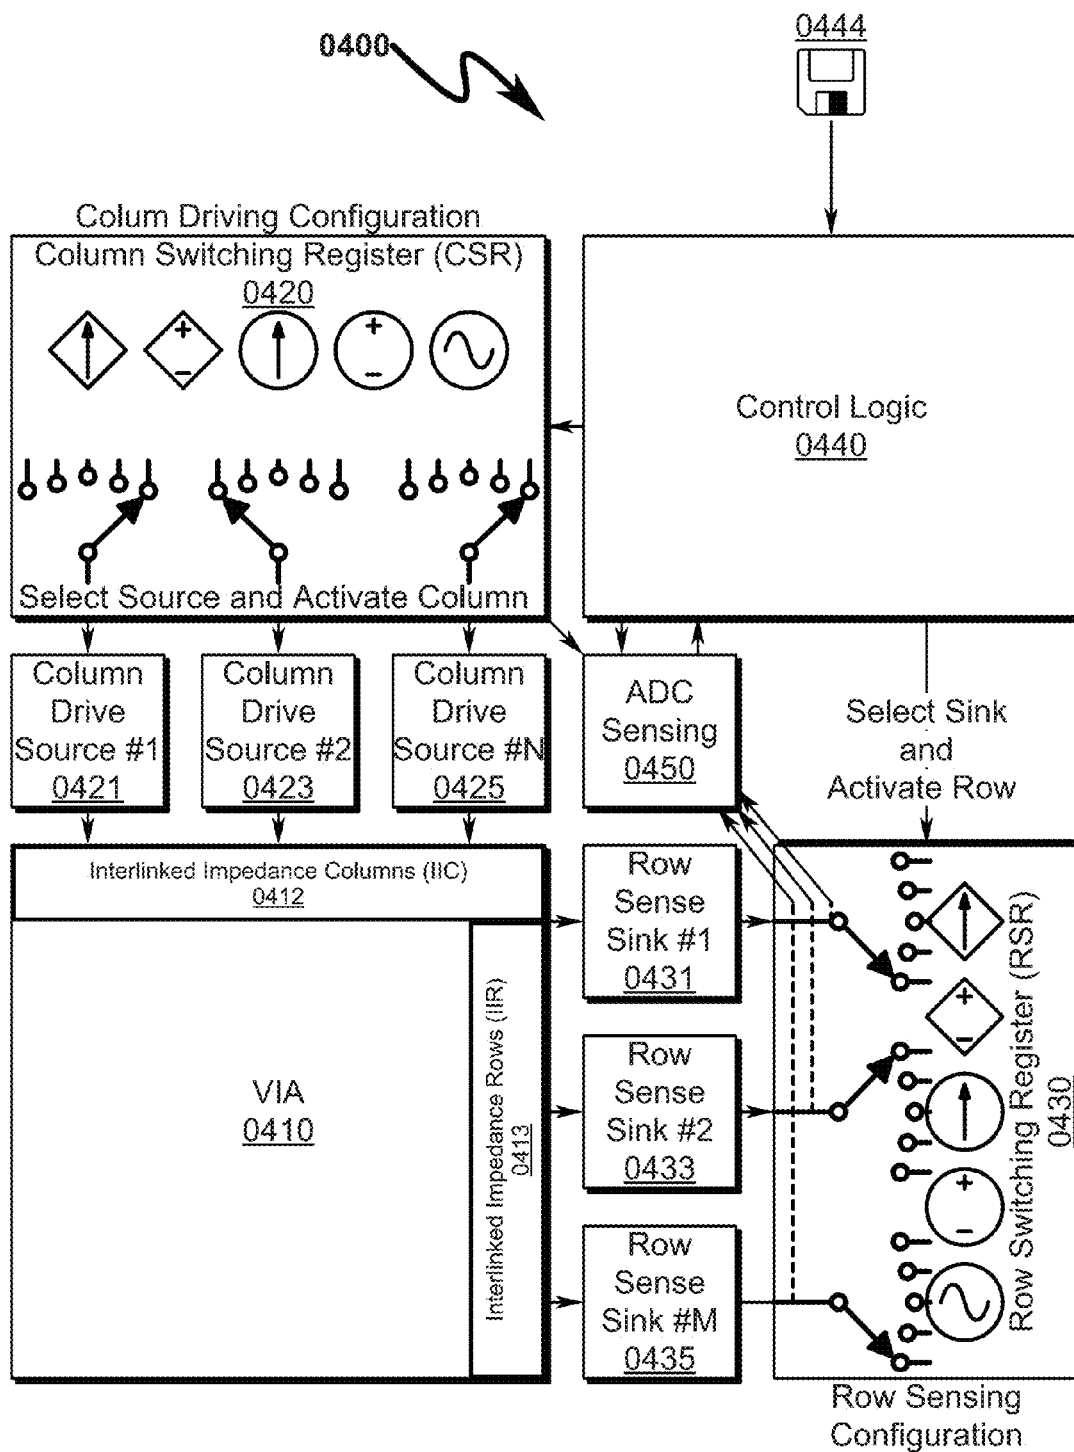 0400
0444
Colum Driving Configuration
Column Switching Register (CSR)
0420
+
−
+
−
Select Source and Activate Column
Control Logic
0440
Column
Drive
Source #1
0421
Column
Drive
Source #2
0423
Column
Drive
Source #N
0425
ADC
Sensing
0450
Select Sink
and
Activate Row
Interlinked Impedance Columns (IIC)
0412
Interlinked Impedance Rows (IIR)
0413
VIA
0410
Row
Sense
Sink #1
0431
Row
Sense
Sink #2
0433
Row
Sense
Sink #M
0435
+
−
+
−
Row Switching Register (RSR)
0430
Row Sensing
Configuration